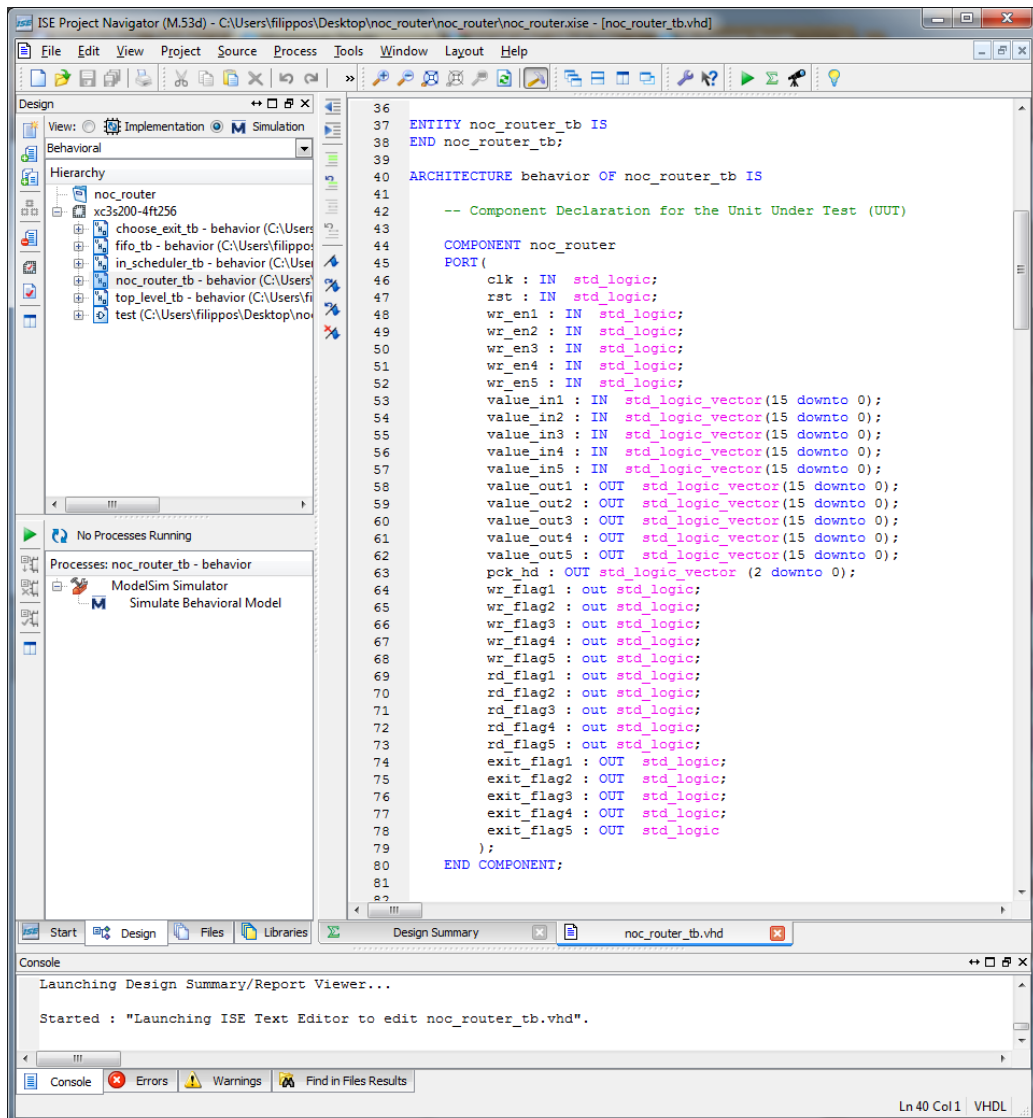 ISE Project Navigator (M.53d) - C:\Users\filippos\Desktop\noc_router\noc_router\noc_router.xise - [noc_router_tb.vhd]
File Edit View Project Source Process Tools Window Layout Help
Design
View: Implementation Simulation
Behavioral
Hierarchy
noc_router
xc3s200-4ft256
choose_exit_tb - behavior (C:\Users
fifo_tb - behavior (C:\Users\filippos
in_scheduler_tb - behavior (C:\User
noc_router_tb - behavior (C:\Users\
top_level_tb - behavior (C:\Users\fi
test (C:\Users\filippos\Desktop\no
No Processes Running
Processes: noc_router_tb - behavior
ModelSim Simulator
Simulate Behavioral Model
36
37 ENTITY noc_router_tb IS
38 END noc_router_tb;
39
40 ARCHITECTURE behavior OF noc_router_tb IS
41
42 -- Component Declaration for the Unit Under Test (UUT)
43
44 COMPONENT noc_router
45 PORT(
46 clk : IN std_logic;
47 rst : IN std_logic;
48 wr_en1 : IN std_logic;
49 wr_en2 : IN std_logic;
50 wr_en3 : IN std_logic;
51 wr_en4 : IN std_logic;
52 wr_en5 : IN std_logic;
53 value_in1 : IN std_logic_vector(15 downto 0);
54 value_in2 : IN std_logic_vector(15 downto 0);
55 value_in3 : IN std_logic_vector(15 downto 0);
56 value_in4 : IN std_logic_vector(15 downto 0);
57 value_in5 : IN std_logic_vector(15 downto 0);
58 value_out1 : OUT std_logic_vector(15 downto 0);
59 value_out2 : OUT std_logic_vector(15 downto 0);
60 value_out3 : OUT std_logic_vector(15 downto 0);
61 value_out4 : OUT std_logic_vector(15 downto 0);
62 value_out5 : OUT std_logic_vector(15 downto 0);
63 pck_hd : OUT std_logic_vector (2 downto 0);
64 wr_flag1 : out std_logic;
65 wr_flag2 : out std_logic;
66 wr_flag3 : out std_logic;
67 wr_flag4 : out std_logic;
68 wr_flag5 : out std_logic;
69 rd_flag1 : out std_logic;
70 rd_flag2 : out std_logic;
71 rd_flag3 : out std_logic;
72 rd_flag4 : out std_logic;
73 rd_flag5 : out std_logic;
74 exit_flag1 : OUT std_logic;
75 exit_flag2 : OUT std_logic;
76 exit_flag3 : OUT std_logic;
77 exit_flag4 : OUT std_logic;
78 exit_flag5 : OUT std_logic
79 );
80 END COMPONENT;
81
82
Start Design Files Libraries Design Summary noc_router_tb.vhd
Console
Launching Design Summary/Report Viewer...
Started : "Launching ISE Text Editor to edit noc_router_tb.vhd".
Console Errors Warnings Find in Files Results
Ln 40 Col 1 VHDL